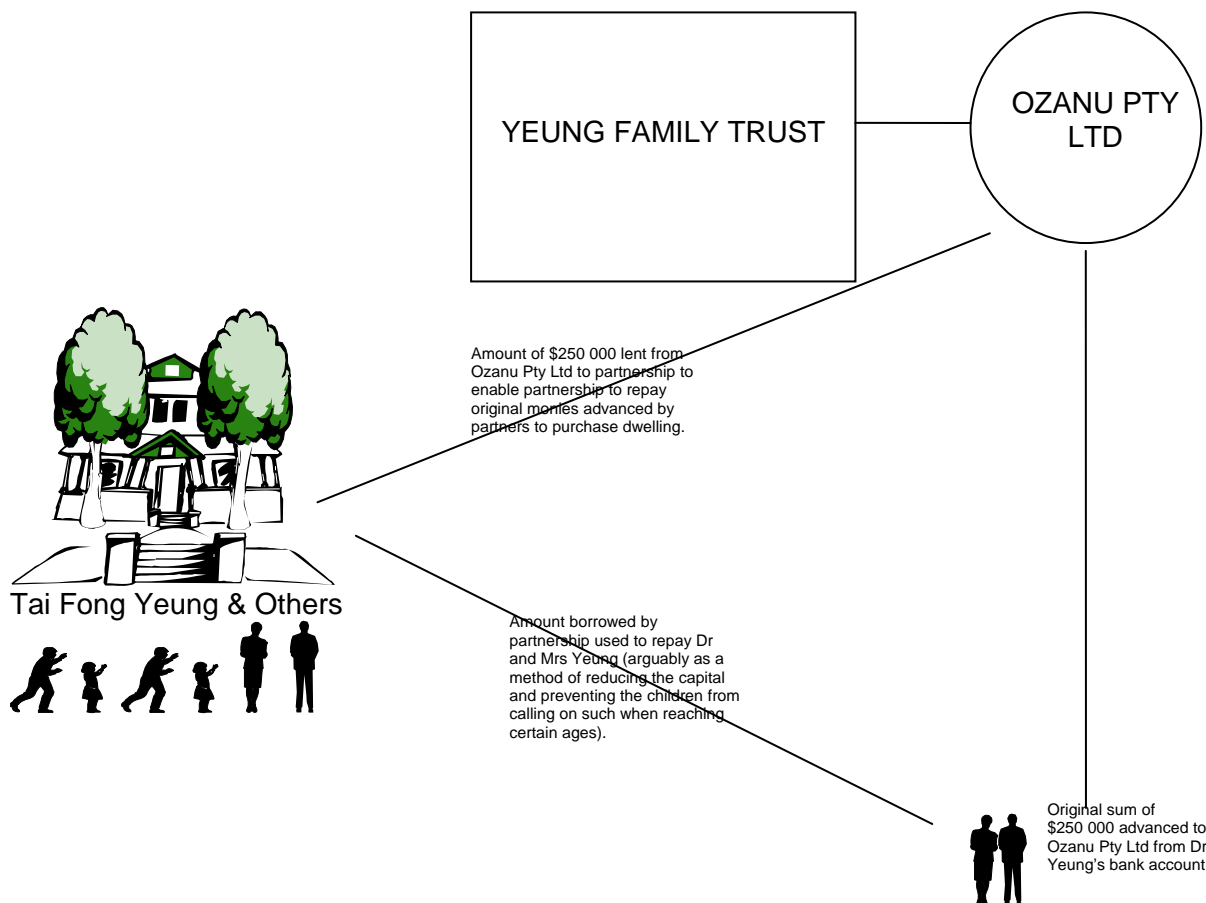 YEUNG FAMILY TRUST
OZANU PTY
LTD
Amount of $250 000 lent from
Ozanu Pty Ltd to partnership to
enable partnership to repay
original monies advanced by
partners to purchase dwelling.
Tai Fong Yeung & Others
Amount borrowed by
partnership used to repay Dr
and Mrs Yeung (arguably as a
method of reducing the capital
and preventing the children from
calling on such when reaching
certain ages).
Original sum of
$250 000 advanced to
Ozanu Pty Ltd from Dr
Yeung's bank account